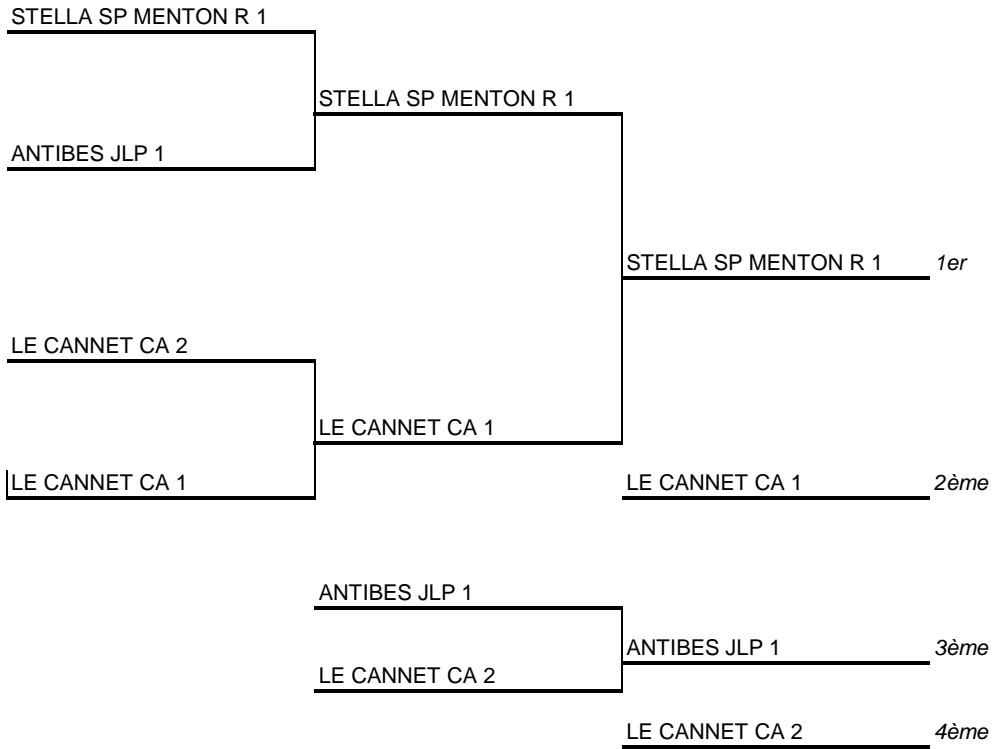 STELLA SP MENTON R 1
STELLA SP MENTON R 1
ANTIBES JLP 1
STELLA SP MENTON R 1 1er
LE CANNET CA 2
LE CANNET CA 1
LE CANNET CA 1
LE CANNET CA 1 2ème
ANTIBES JLP 1
ANTIBES JLP 1 3ème
LE CANNET CA 2
LE CANNET CA 2 4ème